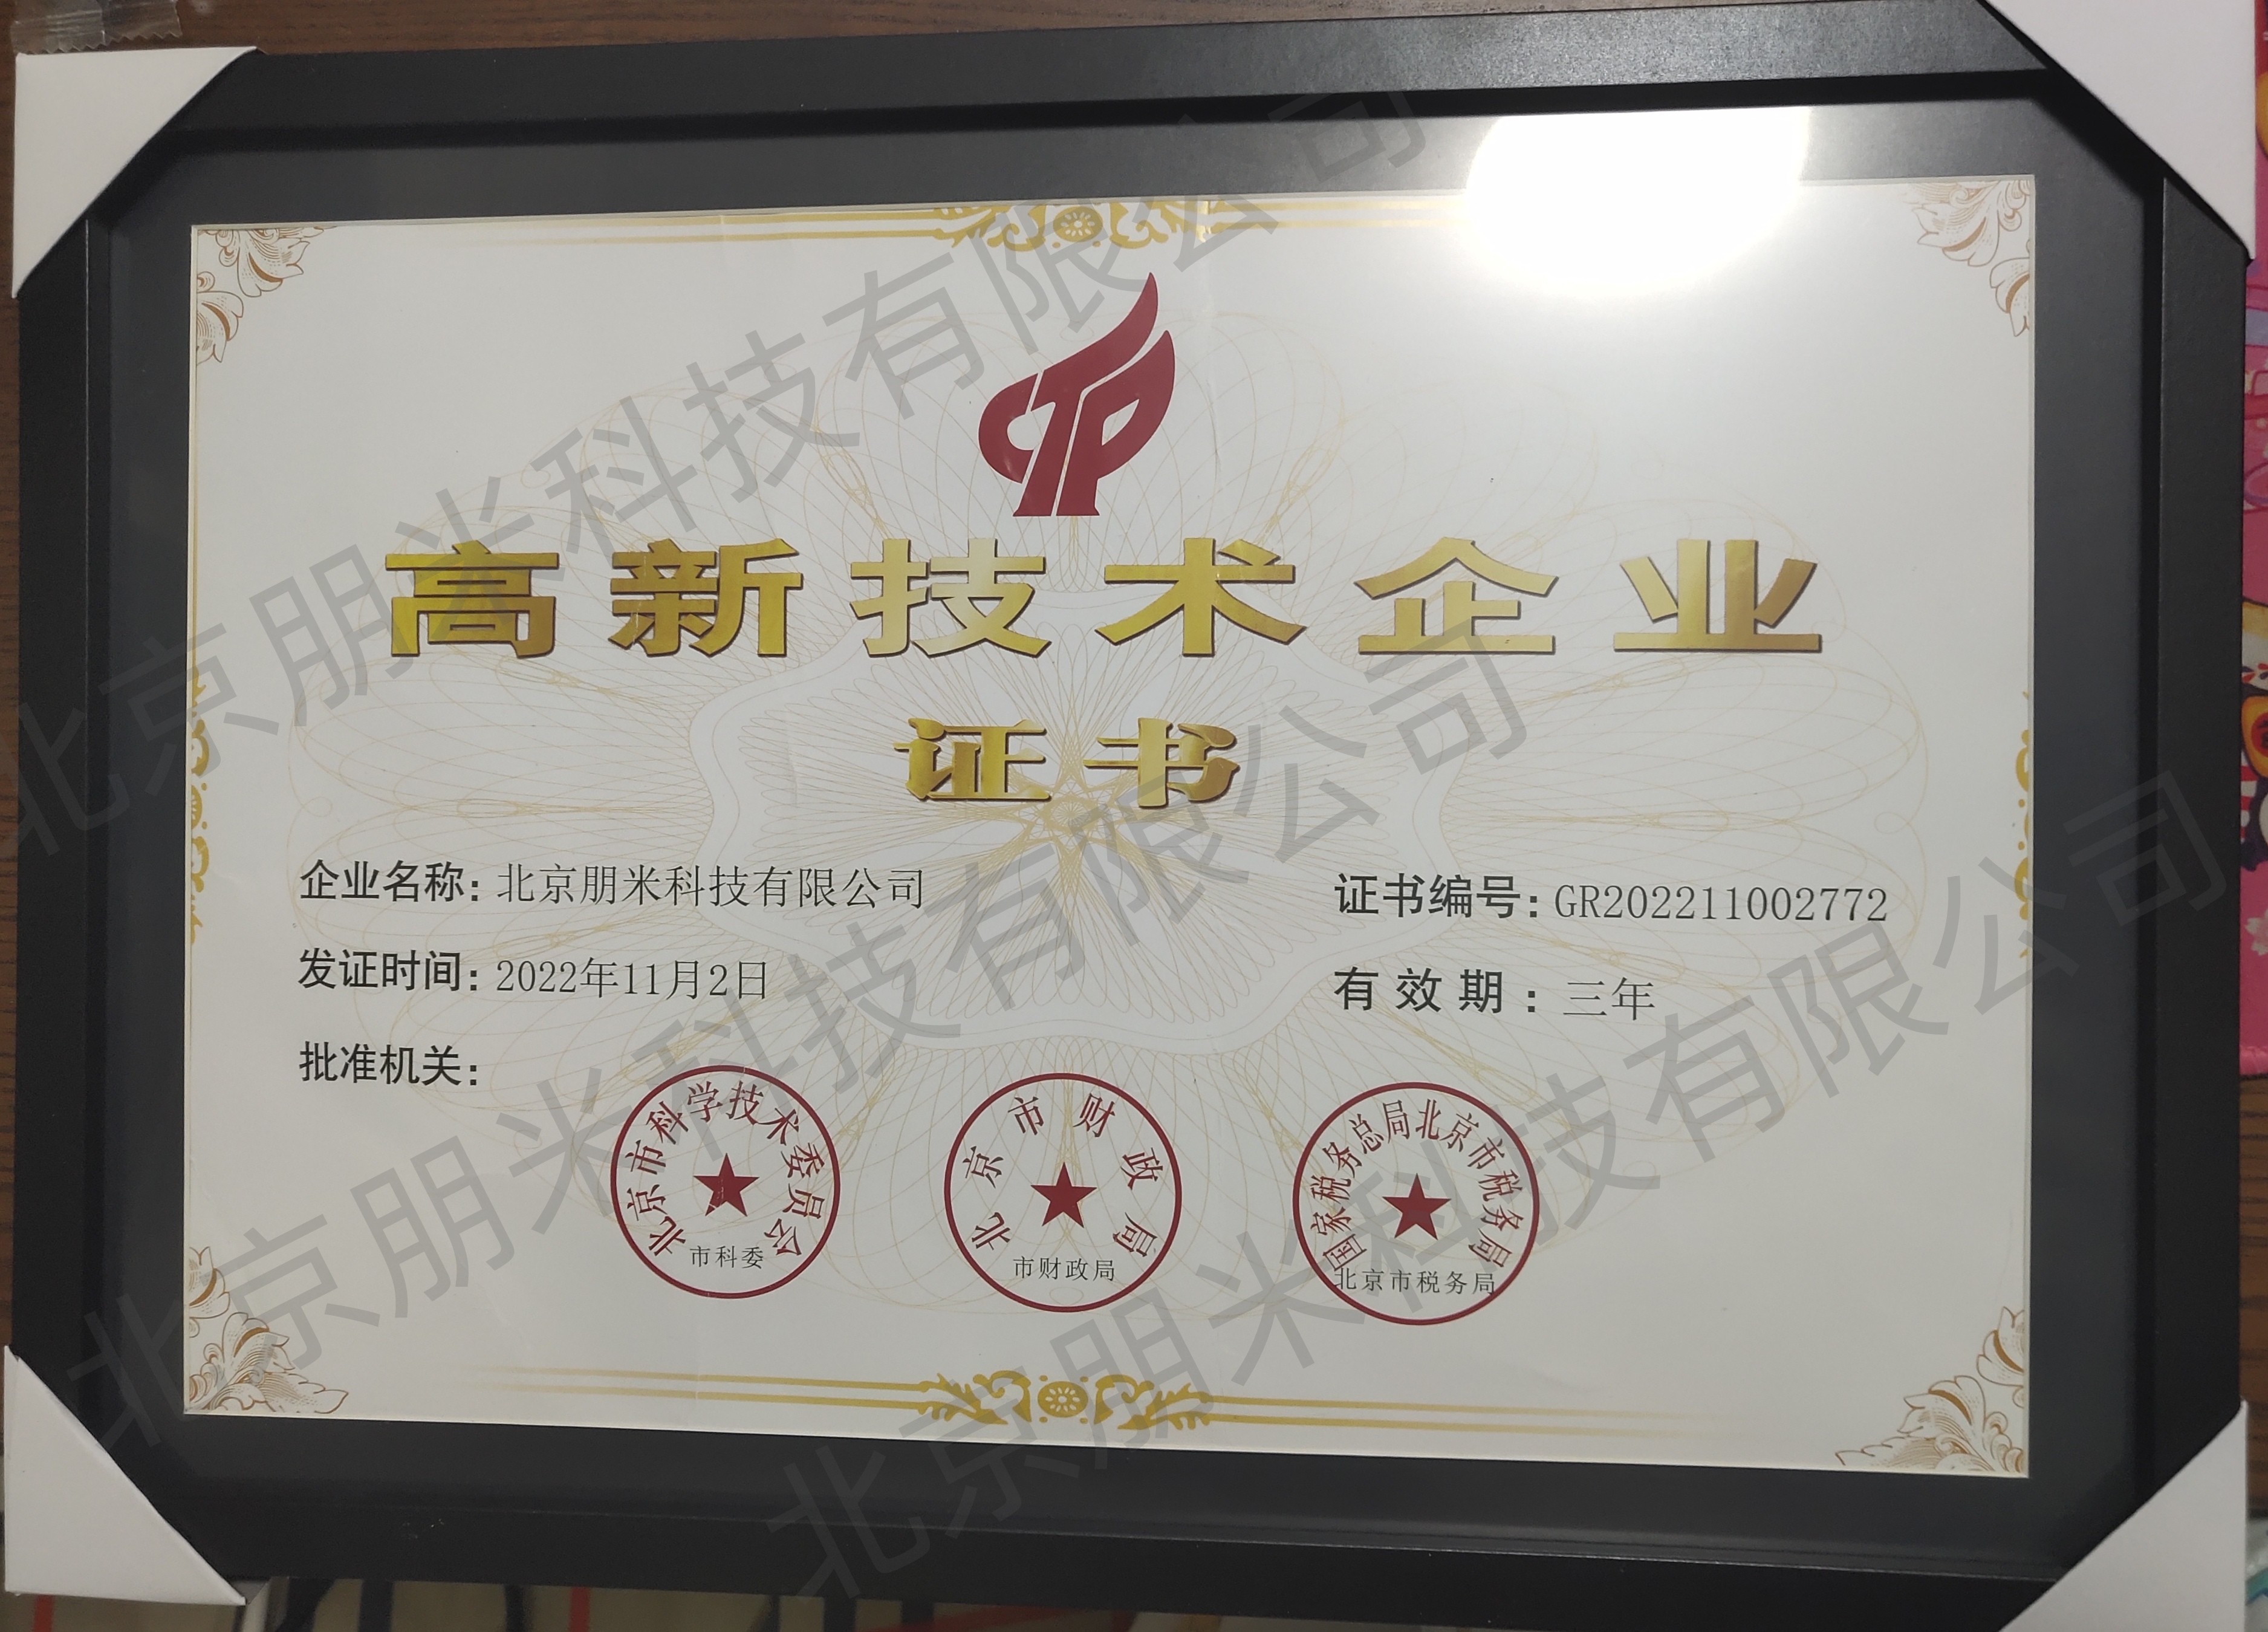 高新技术企业
证书
企业名称：北京朋米科技有限公司
证书编号：GR202211002772
发证时间：2022年11月2日
有效期：三年
批准机关：
北京市科学技术委员会
市科委
北京市财政局
市财政局
国家税务总局北京市税务局
北京市税务局
北京朋米科技有限公司
北京朋米科技有限公司
北京朋米科技有限公司